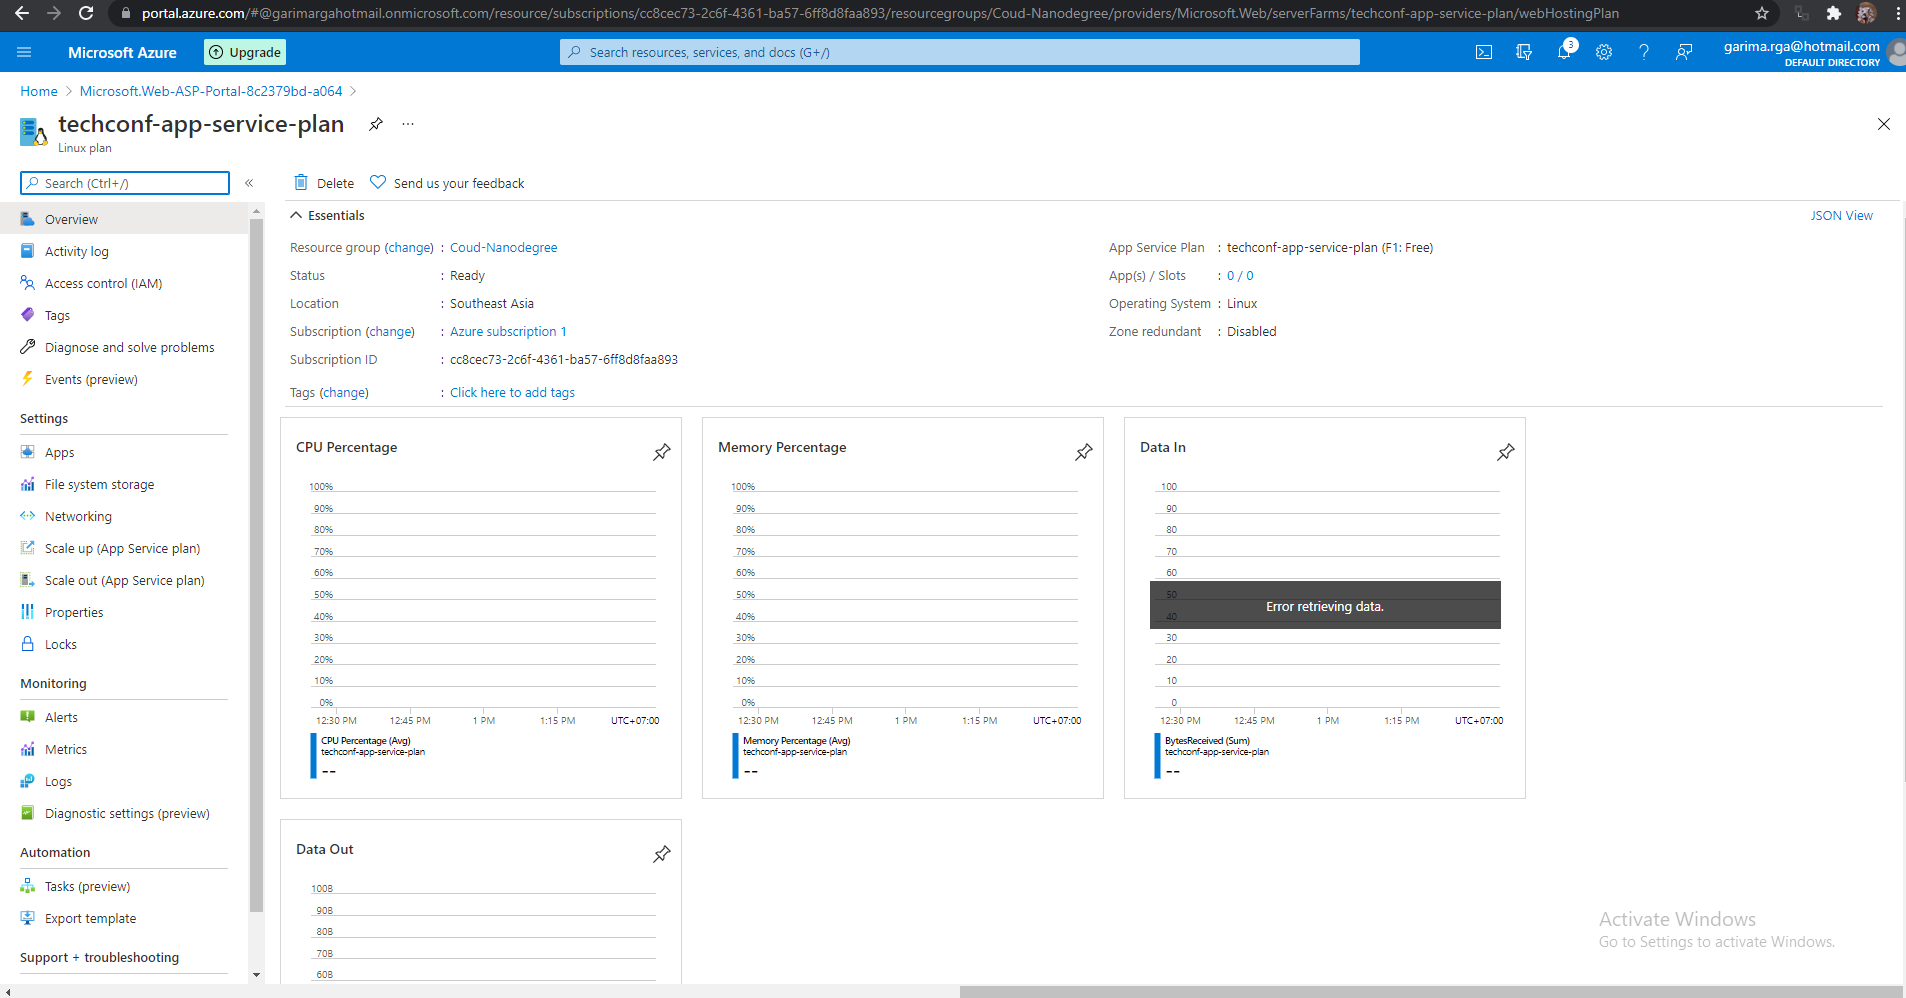 portal.azure.com/#@garimargahotmail.onmicrosoft.com/resource/subscriptions/cc8cec73-2c6f-4361-ba57-6ff8d8faa893/resourcegroups/Coud-Nanodegree/providers/Microsoft.Web/serverFarms/techconf-app-service-plan/webHostingPlan
Microsoft Azure
Upgrade
Search resources, services, and docs (G+/)
3
garima.rga@hotmail.com
DEFAULT DIRECTORY
Home > Microsoft.Web-ASP-Portal-8c2379bd-a064 >
techconf-app-service-plan
...
Linux plan
Search (Ctrl+/)
«
Overview
Activity log
Access control (IAM)
Tags
Diagnose and solve problems
Events (preview)
Settings
Apps
File system storage
Networking
Scale up (App Service plan)
Scale out (App Service plan)
Properties
Locks
Monitoring
Alerts
Metrics
Logs
Diagnostic settings (preview)
Automation
Tasks (preview)
Export template
Support + troubleshooting
Delete
Send us your feedback
Essentials
JSON View
Resource group (change) : Coud-Nanodegree
Status : Ready
Location : Southeast Asia
Subscription (change) : Azure subscription 1
Subscription ID : cc8cec73-2c6f-4361-ba57-6ff8d8faa893
Tags (change) : Click here to add tags
App Service Plan : techconf-app-service-plan (F1: Free)
App(s) / Slots : 0 / 0
Operating System : Linux
Zone redundant : Disabled
CPU Percentage
100%
90%
80%
70%
60%
50%
40%
30%
20%
10%
0%
12:30 PM 12:45 PM 1 PM 1:15 PM UTC+07:00
CPU Percentage (Avg)
techconf-app-service-plan
--
Memory Percentage
100%
90%
80%
70%
60%
50%
40%
30%
20%
10%
0%
12:30 PM 12:45 PM 1 PM 1:15 PM UTC+07:00
Memory Percentage (Avg)
techconf-app-service-plan
--
Data In
100
90
80
70
60
50
Error retrieving data.
40
30
20
10
0
12:30 PM 12:45 PM 1 PM 1:15 PM UTC+07:00
BytesReceived (Sum)
techconf-app-service-plan
--
Data Out
100B
90B
80B
70B
60B
Activate Windows
Go to Settings to activate Windows.